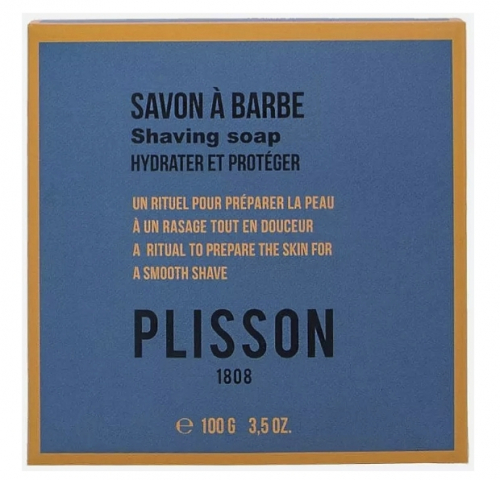 SAVON À BARBE
Shaving soap
HYDRATER ET PROTÉGER
UN RITUEL POUR PRÉPARER LA PEAU
À UN RASAGE TOUT EN DOUCEUR
A RITUAL TO PREPARE THE SKIN FOR
A SMOOTH SHAVE
PLISSON
1808
℮ 100 G 3,5 OZ.